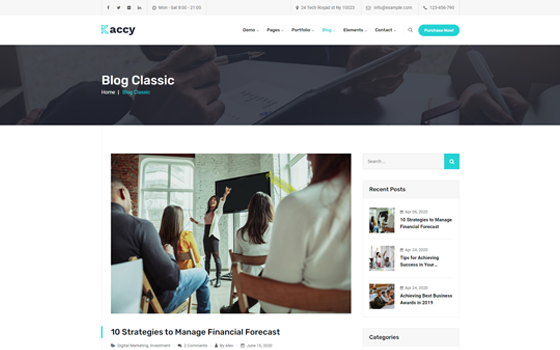 Mon - Sat 9.00 - 21.00
24 Tech Roqad st Ny 10023
info@example.com
123-456-790
Kaccy
Demo
Pages
Portfolio
Blog
Elements
Contact
Purchase Now!
Blog Classic
Home | Blog Classic
Search ...
Recent Posts
Apr 06, 2020
10 Strategies to Manage
Financial Forecast
Apr 24, 2020
Tips for Achieving
Success in Your...
Apr 24, 2020
Achieving Best Business
Awards in 2019
10 Strategies to Manage Financial Forecast
Digital Marketing, Investment
2 Comments
By Alex
June 15, 2020
Categories